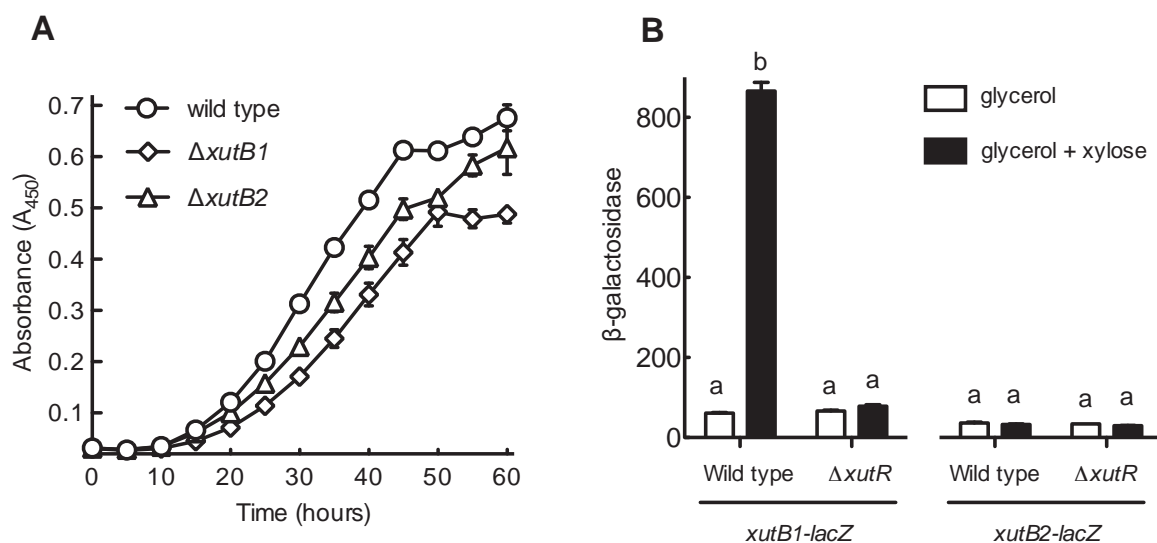 A
Absorbance (A450)
0.7
0.6
0.5
0.4
0.3
0.2
0.1
wild type
ΔxutB1
ΔxutB2
0 10 20 30 40 50 60
Time (hours)
B
β-galactosidase
800
600
400
200
0
b
a a a
a a a a
glycerol
glycerol + xylose
Wild type ΔxutR Wild type ΔxutR
xutB1-lacZ xutB2-lacZ